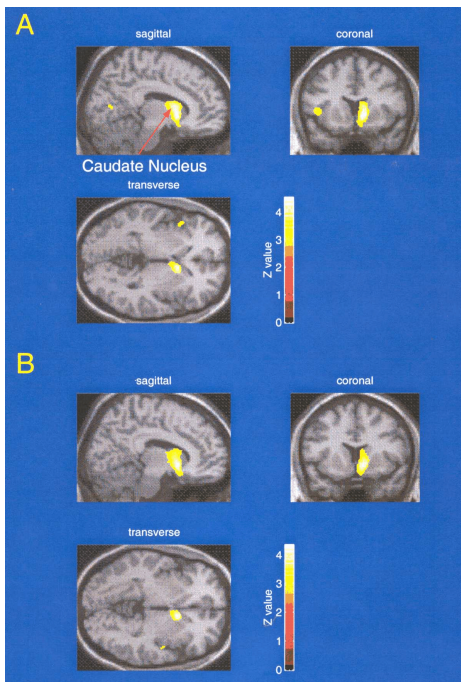 A
sagittal
coronal
Caudate Nucleus
transverse
4
3
2
1
0
Z value
B
sagittal
coronal
transverse
4
3
2
1
0
Z value